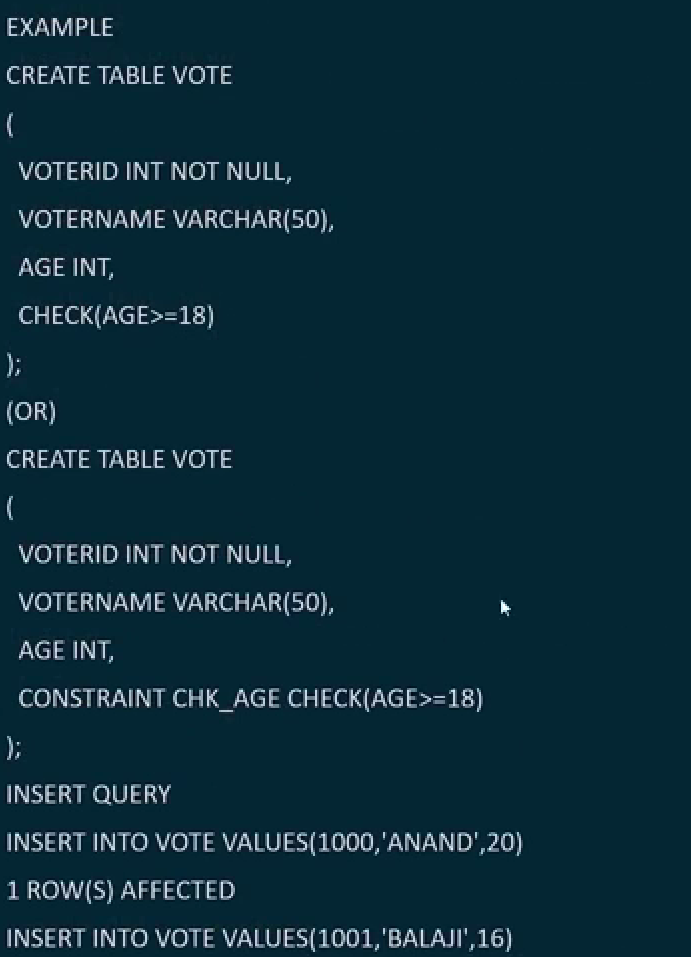 EXAMPLE
CREATE TABLE VOTE
(
VOTERID INT NOT NULL,
VOTERNAME VARCHAR(50),
AGE INT,
CHECK(AGE>=18)
);
(OR)
CREATE TABLE VOTE
(
VOTERID INT NOT NULL,
VOTERNAME VARCHAR(50),
AGE INT,
CONSTRAINT CHK_AGE CHECK(AGE>=18)
);
INSERT QUERY
INSERT INTO VOTE VALUES(1000,'ANAND',20)
1 ROW(S) AFFECTED
INSERT INTO VOTE VALUES(1001,'BALAJI',16)